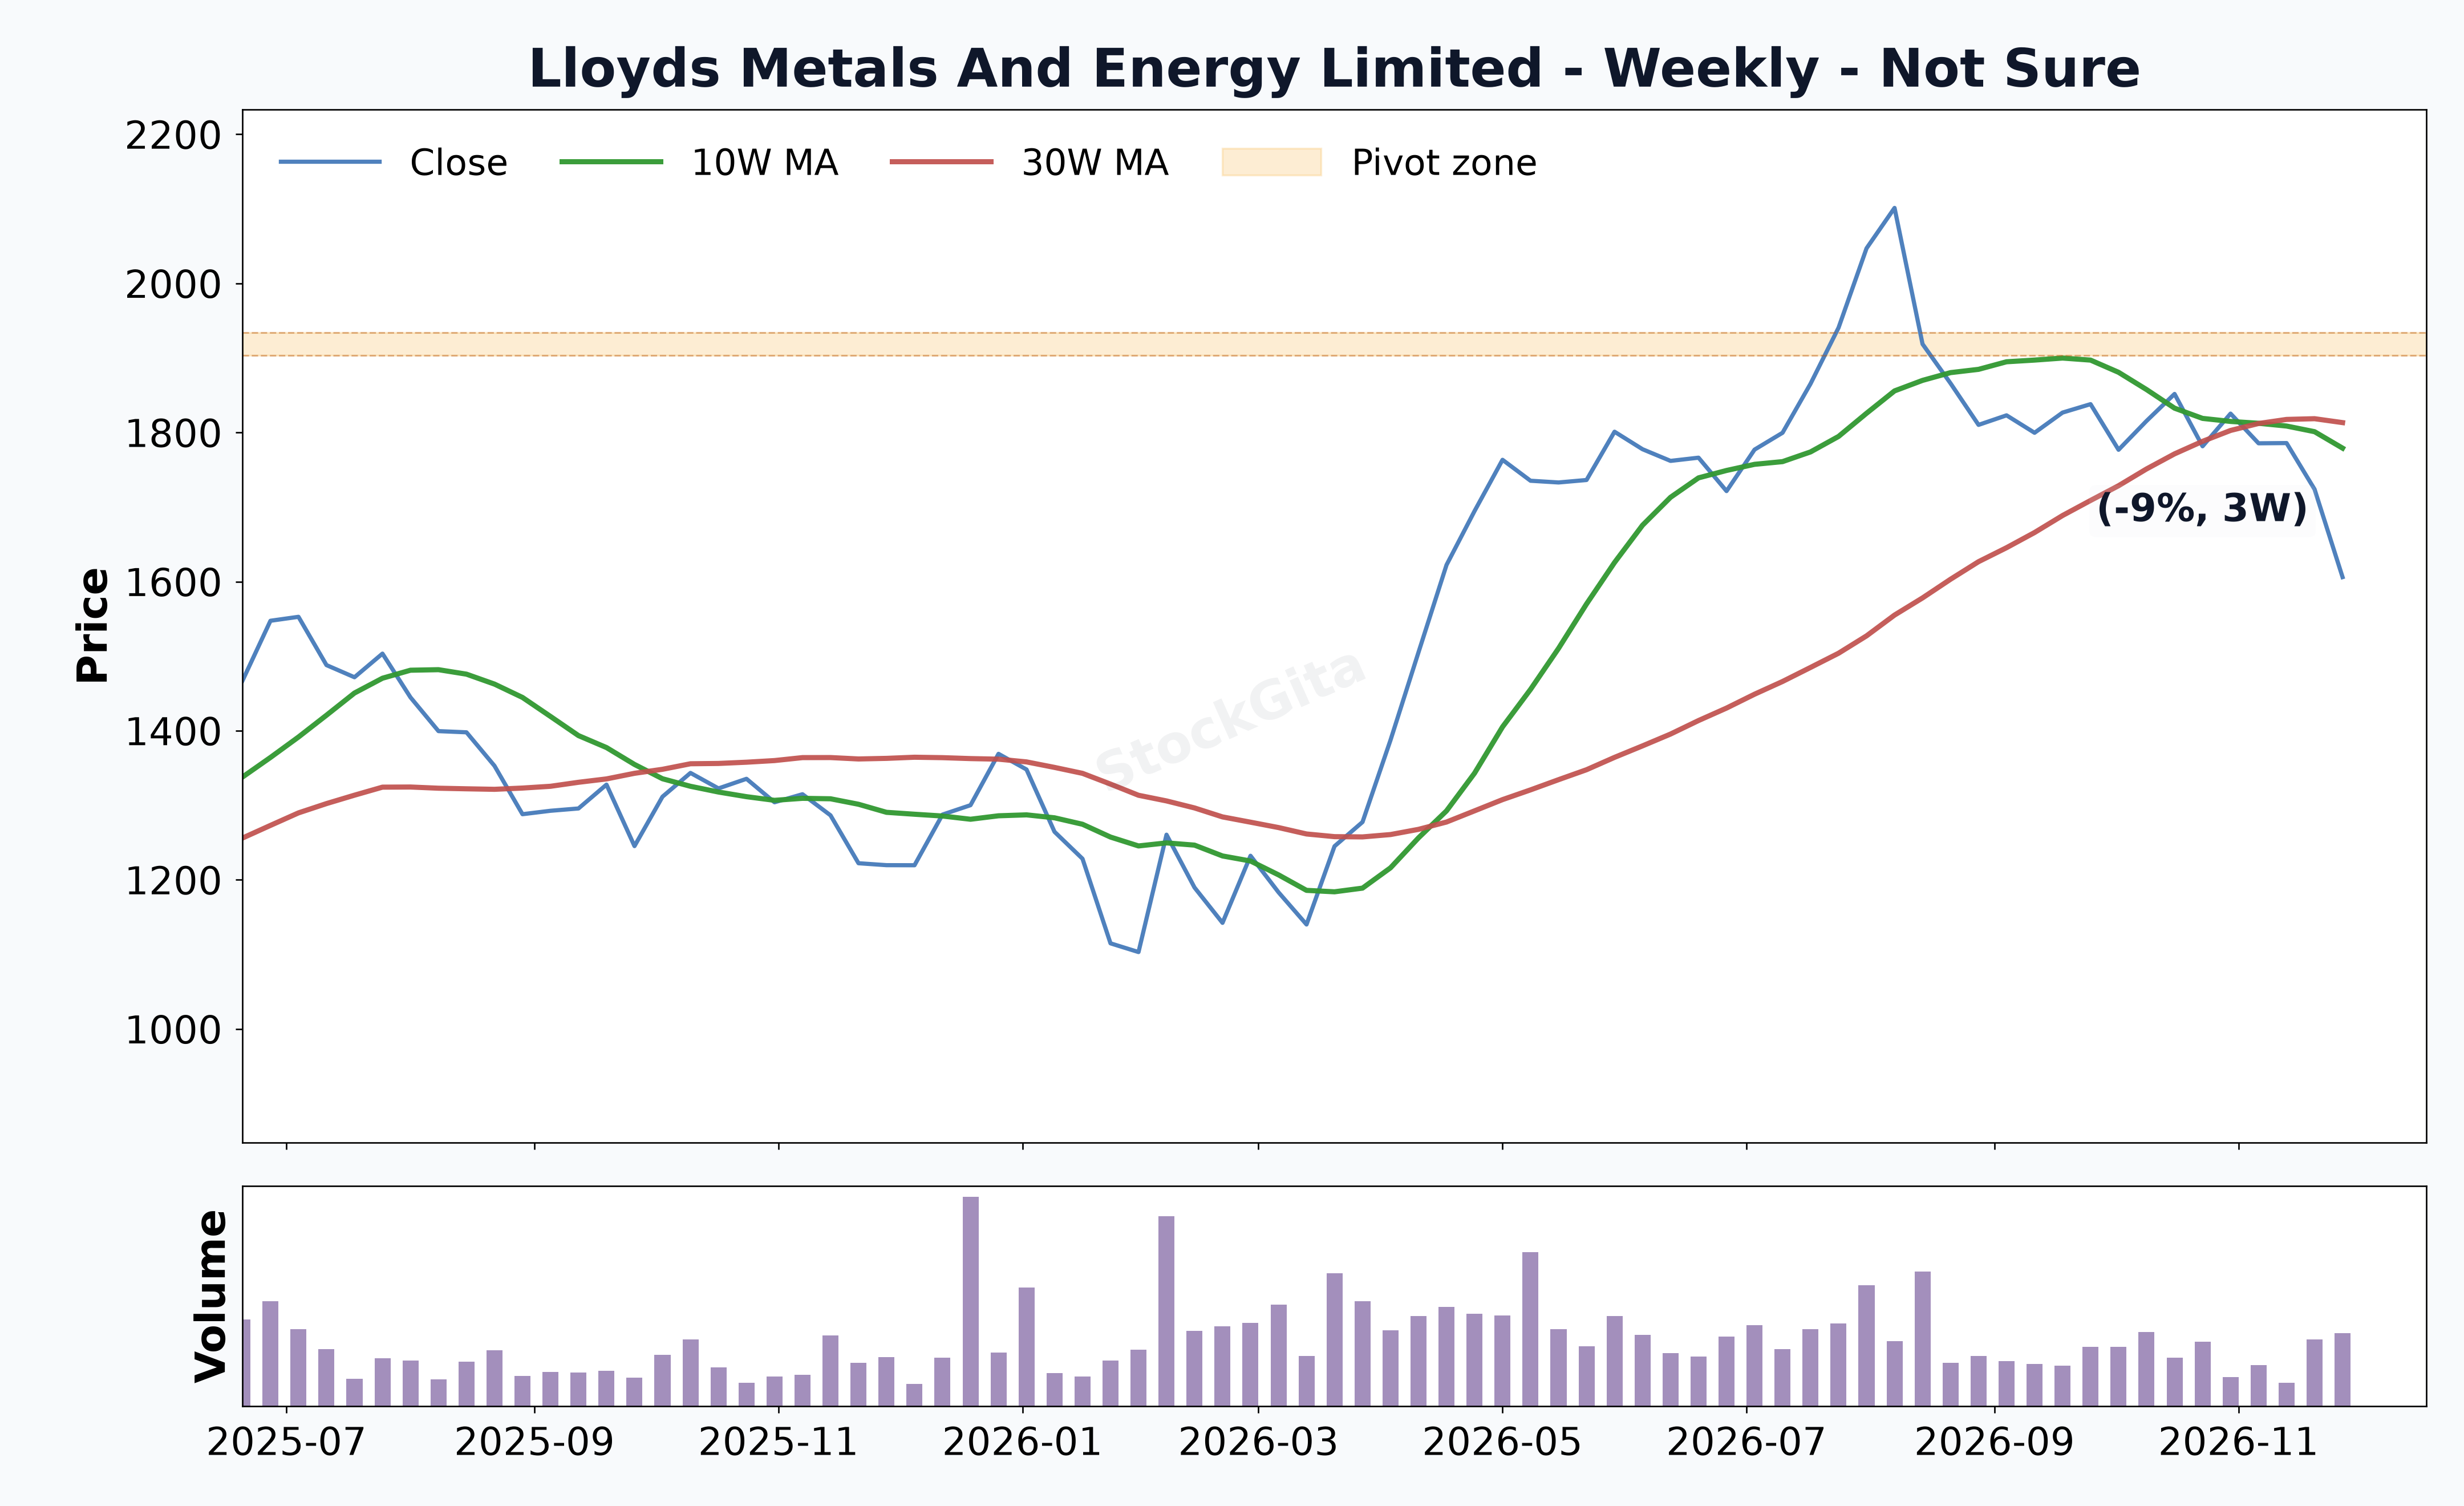 Lloyds Metals And Energy Limited - Weekly - Not Sure
Close 10W MA 30W MA Pivot zone
2200
2000
1800
1600
1400
1200
1000
Price
(-9%, 3W)
StockGita
Volume
2025-07 2025-09 2025-11 2026-01 2026-03 2026-05 2026-07 2026-09 2026-11